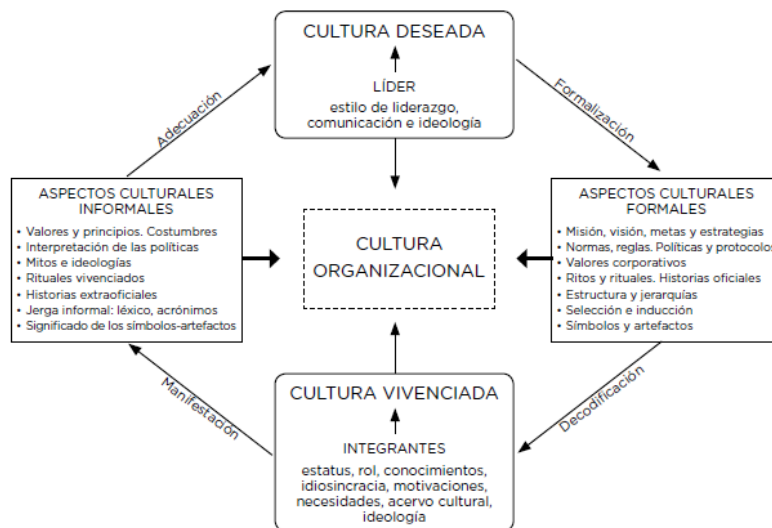 CULTURA DESEADA
LÍDER
estilo de liderazgo,
comunicación e ideología
Adecuación
Formalización
ASPECTOS CULTURALES
INFORMALES
• Valores y principios. Costumbres
• Interpretación de las políticas
• Mitos e ideologías
• Rituales vivenciados
• Historias extraoficiales
• Jerga informal: léxico, acrónimos
• Significado de los símbolos-artefactos
CULTURA
ORGANIZACIONAL
ASPECTOS CULTURALES
FORMALES
• Misión, visión, metas y estrategias
• Normas, reglas. Políticas y protocolos
• Valores corporativos
• Ritos y rituales. Historias oficiales
• Estructura y jerarquías
• Selección e inducción
• Símbolos y artefactos
Manifestación
Decodificación
CULTURA VIVENCIADA
INTEGRANTES
estatus, rol, conocimientos,
idiosincracia, motivaciones,
necesidades, acervo cultural,
ideología